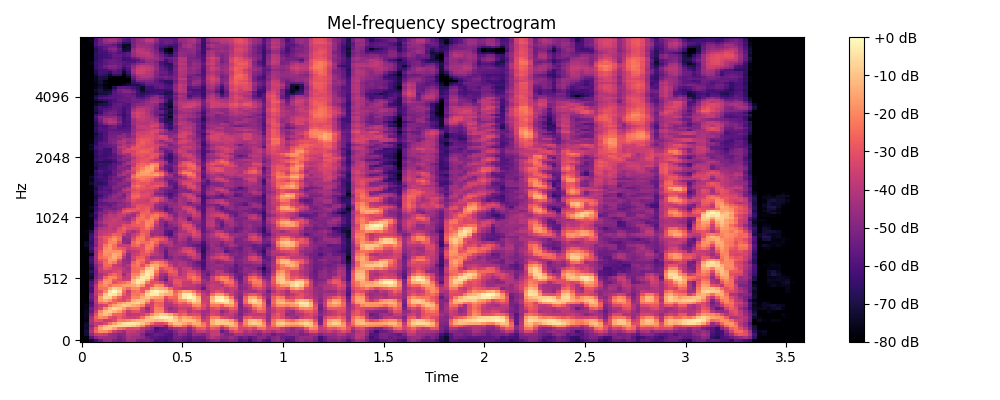 Mel-frequency spectrogram
Hz
4096
2048
1024
512
0
0
0.5
1
1.5
2
2.5
3
3.5
Time
+0 dB
-10 dB
-20 dB
-30 dB
-40 dB
-50 dB
-60 dB
-70 dB
-80 dB